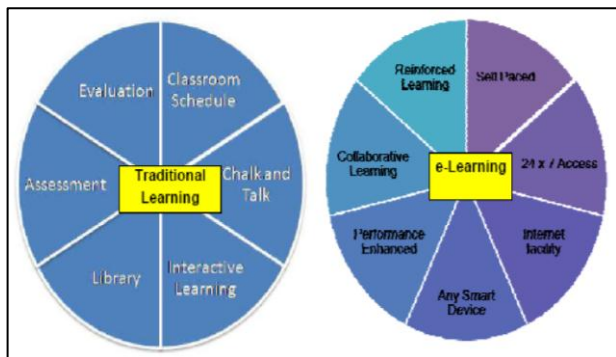 Evaluation
Classroom
Schedule
Assessment
Traditional
Learning
Chalk and
Talk
Library
Interactive
Learning
Reinforced
Learning
Self Paced
Collaborative
Learning
e-Learning
24 x 7 Access
Performance
Enhanced
Internet
facility
Any Smart
Device